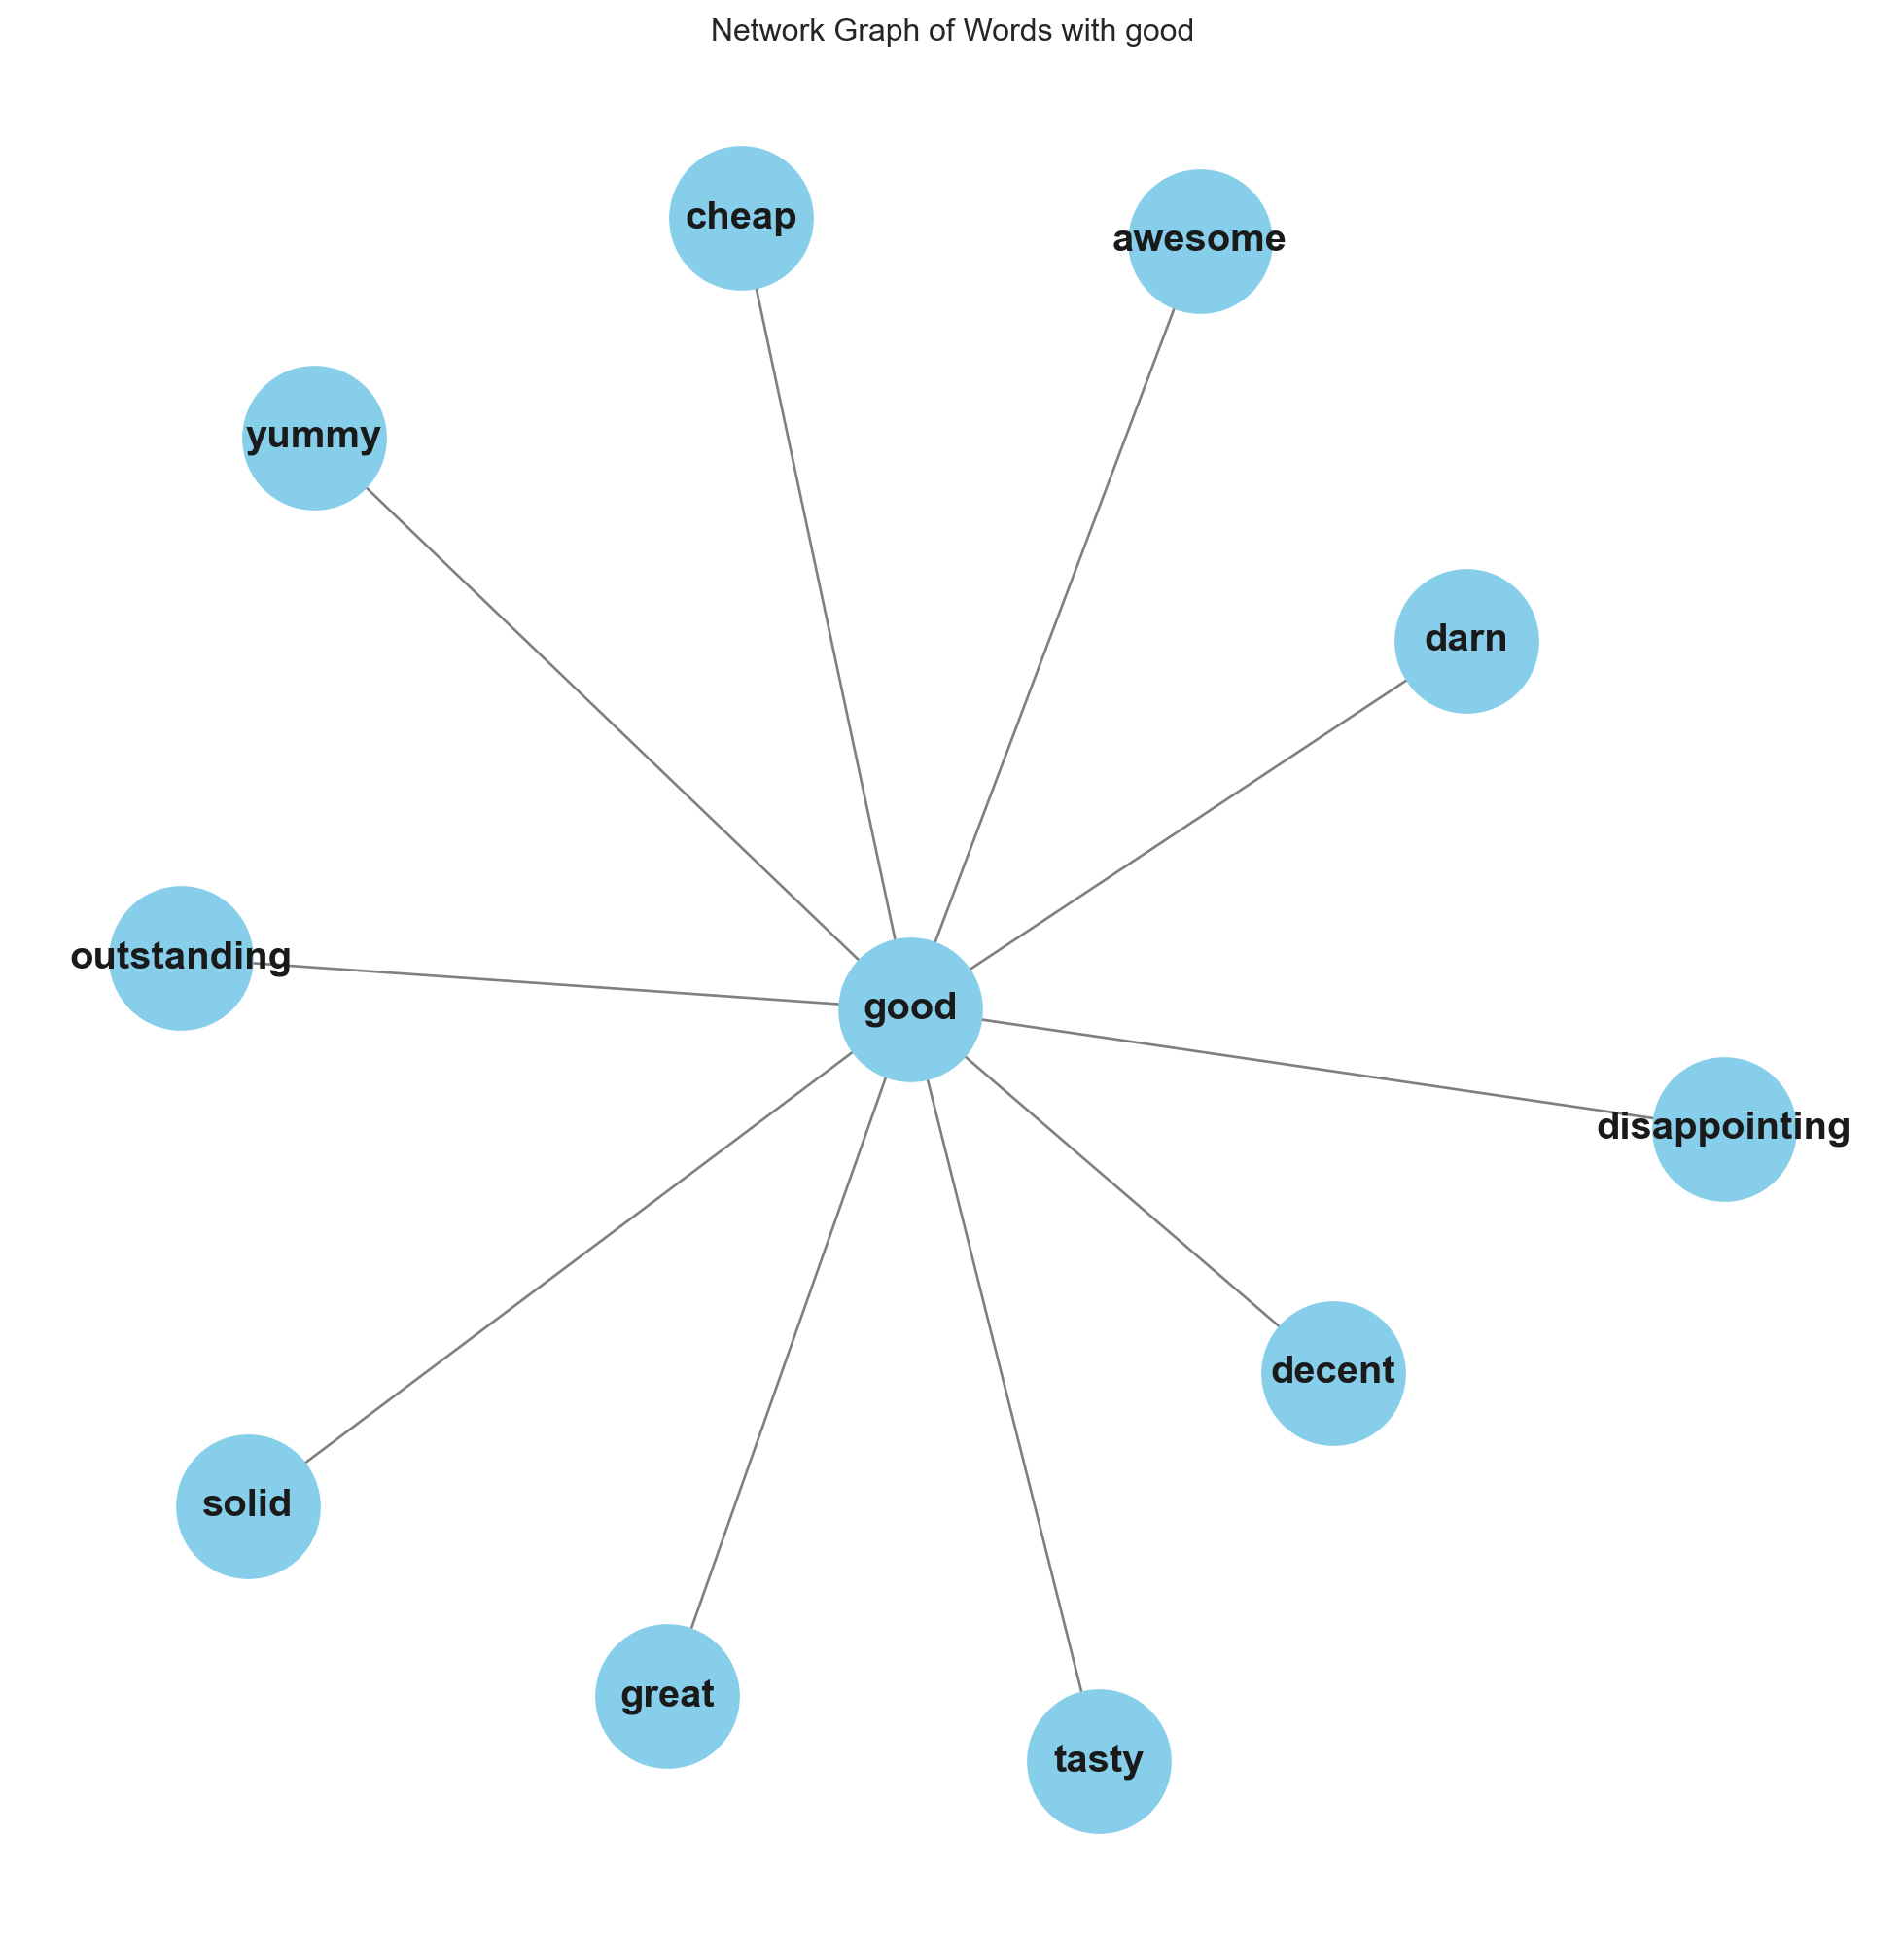 Network Graph of Words with good
cheap
awesome
yummy
darn
outstanding
good
disappointing
decent
solid
great
tasty